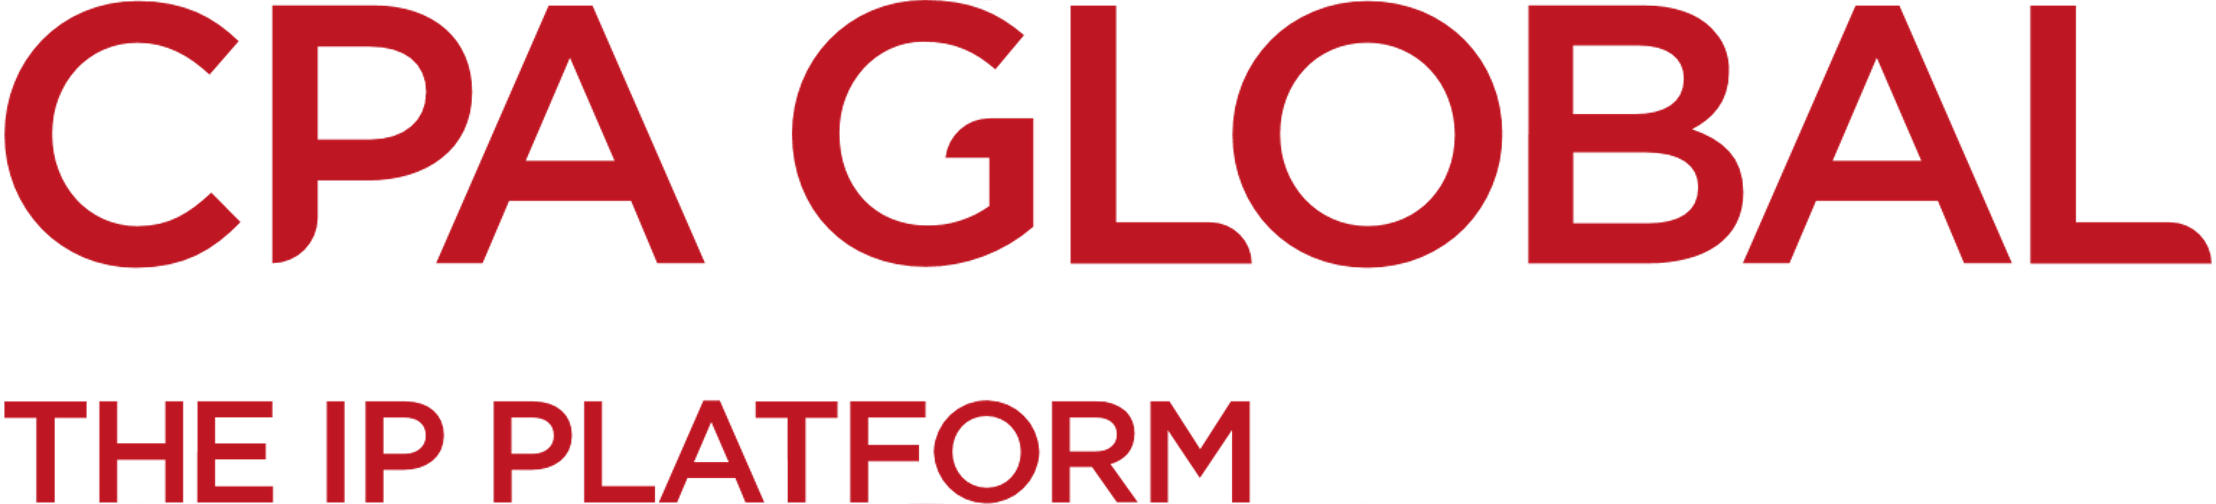 CPA GLOBAL
THE IP PLATFORM